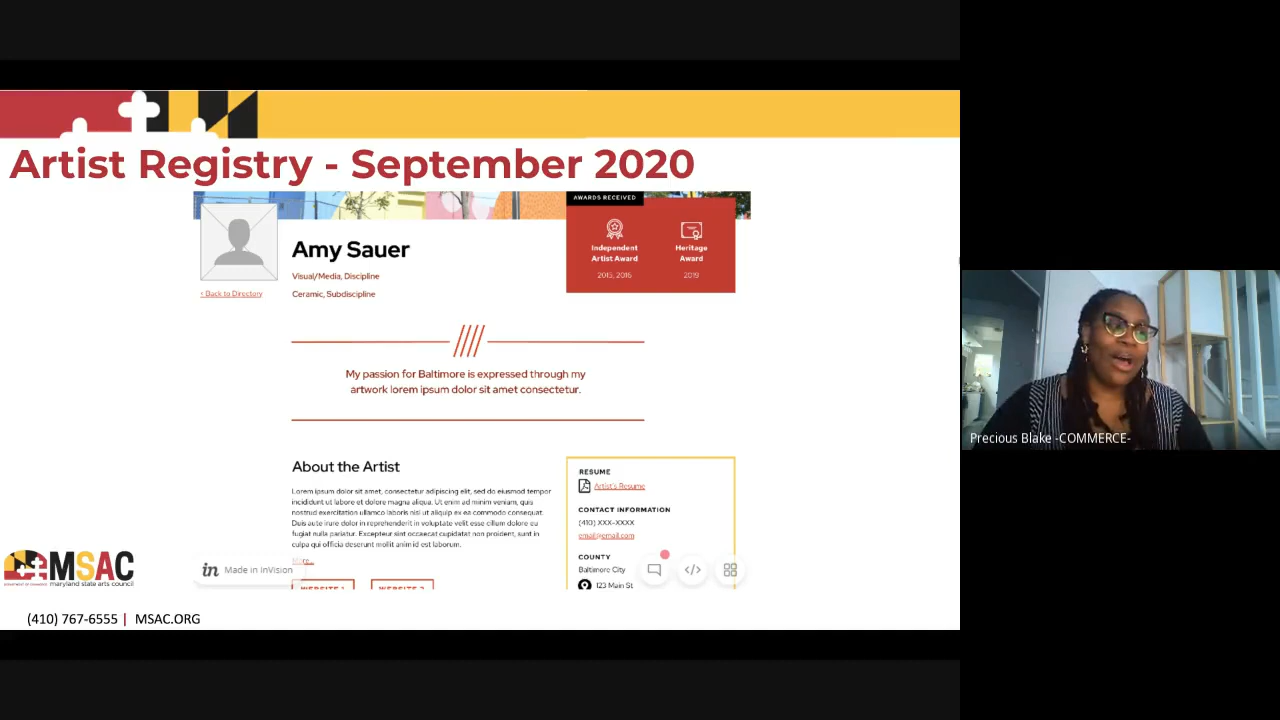 Artist Registry - September 2020
AWARDS RECEIVED
Independent
Artist Award
2015, 2016
Heritage
Award
2019
Amy Sauer
Visual/Media, Discipline
Ceramic, Subdiscipline
< Back to Directory
My passion for Baltimore is expressed through my
artwork lorem ipsum dolor sit amet consectetur.
About the Artist
Lorem ipsum dolor sit amet, consectetur adipiscing elit, sed do eiusmod tempor
incididunt ut labore et dolore magna aliqua. Ut enim ad minim veniam, quis
nostrud exercitation ullamco laboris nisi ut aliquip ex ea commodo consequat.
Duis aute irure dolor in reprehenderit in voluptate velit esse cillum dolore eu
fugiat nulla pariatur. Excepteur sint occaecat cupidatat non proident, sunt in
culpa qui officia deserunt mollit anim id est laborum.
More...
RESUME
Artist's Resume
CONTACT INFORMATION
(410) XXX-XXXX
email@email.com
COUNTY
Baltimore City
123 Main St
in Made in InVision
</>
MSAC
maryland state arts council
(410) 767-6555 | MSAC.ORG
Precious Blake -COMMERCE-